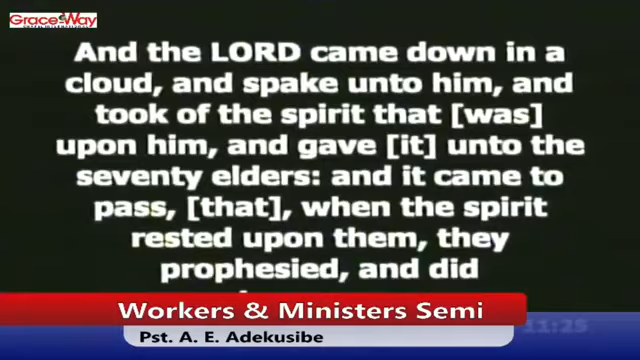 Grace Way
And the LORD came down in a
cloud, and spake unto him, and
took of the spirit that [was]
upon him, and gave [it] unto the
seventy elders: and it came to
pass, [that], when the spirit
rested upon them, they
prophesied, and did
Workers & Ministers Semi
Pst. A. E. Adekusibe
11:25